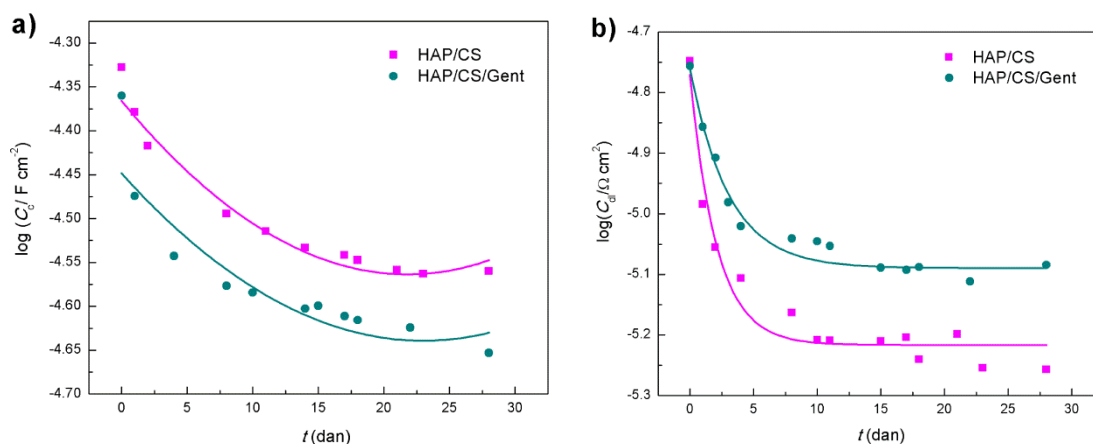 a)
log (Cc/ F cm⁻²)
-4.30
-4.35
-4.40
-4.45
-4.50
-4.55
-4.60
-4.65
-4.70
HAP/CS
HAP/CS/Gent
0 5 10 15 20 25 30
t (dan)
b)
log(Cdl/Ω cm²)
-4.7
-4.8
-4.9
-5.0
-5.1
-5.2
-5.3
HAP/CS
HAP/CS/Gent
0 5 10 15 20 25 30
t (dan)